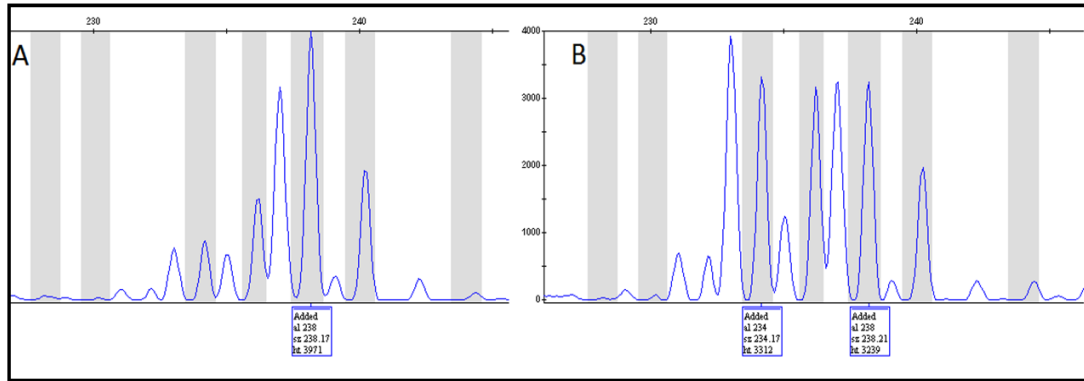 230 240 230 240
A
B
4000
3000
2000
1000
0
Added
al 238
sz 238.17
ht 3971
Added
al 234
sz 234.17
ht 3312
Added
al 238
sz 238.21
ht 3239